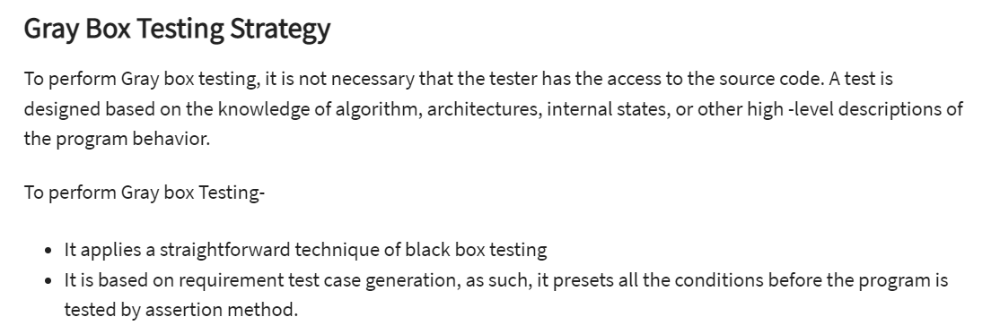 Gray Box Testing Strategy
To perform Gray box testing, it is not necessary that the tester has the access to the source code. A test is
designed based on the knowledge of algorithm, architectures, internal states, or other high -level descriptions of
the program behavior.
To perform Gray box Testing-
• It applies a straightforward technique of black box testing
• It is based on requirement test case generation, as such, it presets all the conditions before the program is
tested by assertion method.